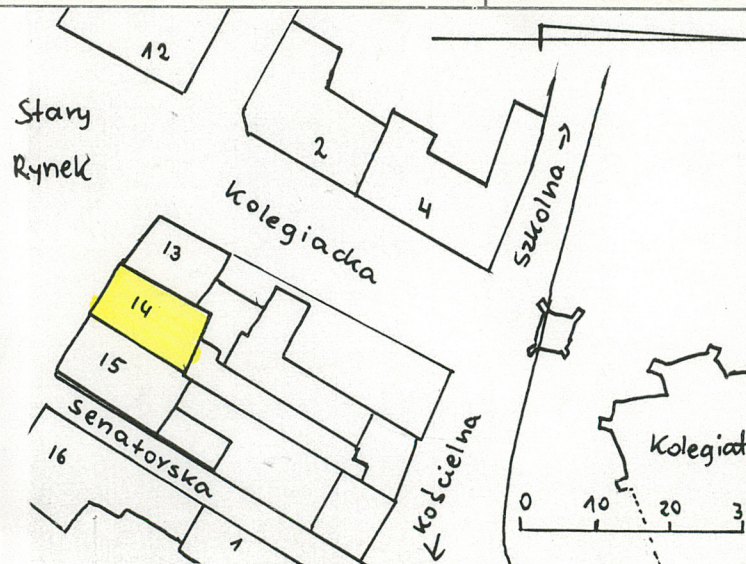 12
Stary
Rynek
2
4
Szkolna →
Kolegiacka
13
14
15
senatorska
16
1
Kościelna
Kolegiat
0 10 20 3